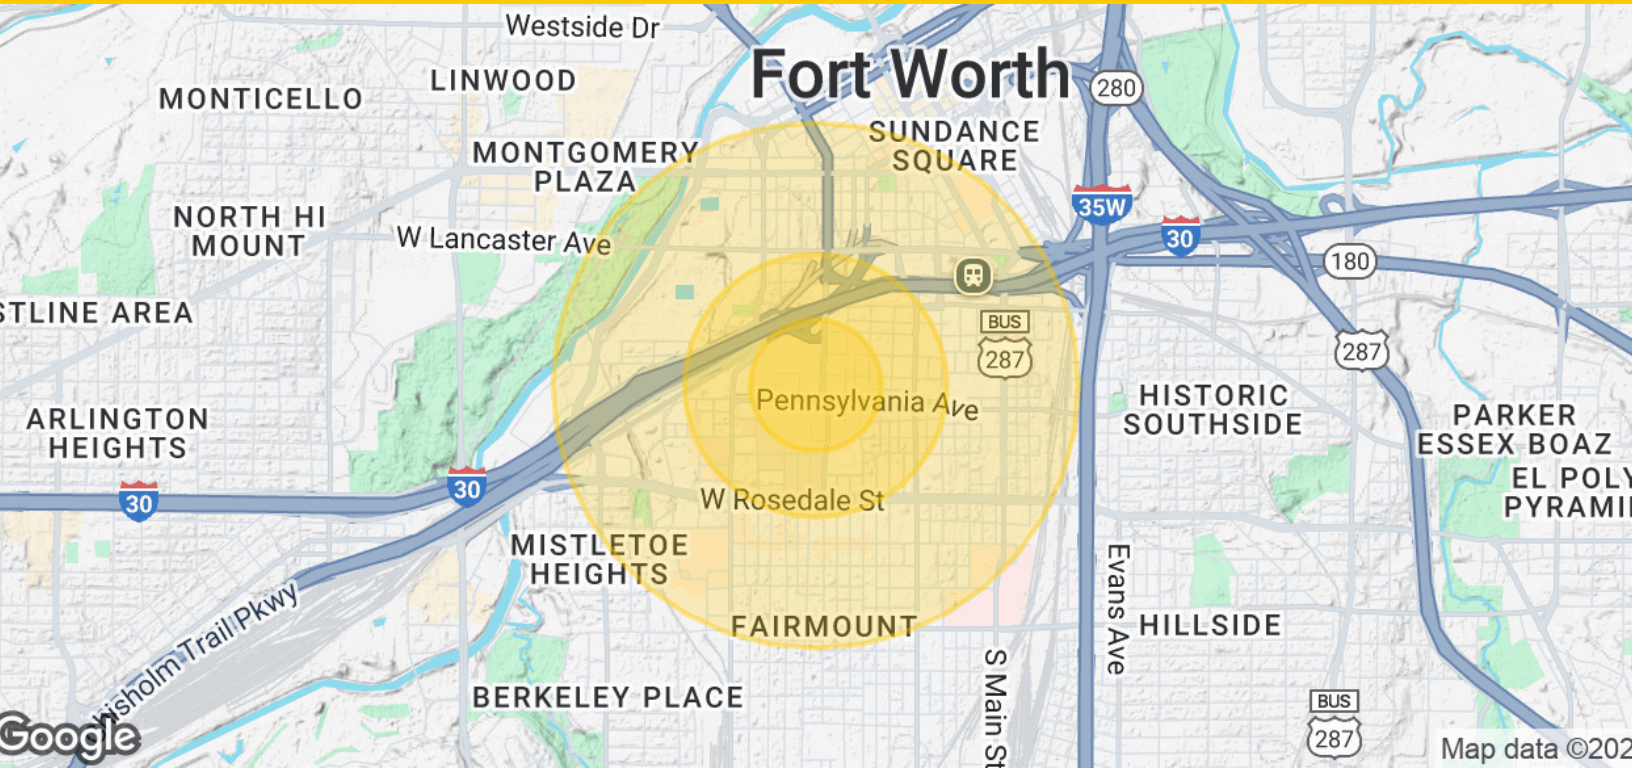 Westside Dr
Fort Worth
LINWOOD
MONTICELLO
280
SUNDANCE
SQUARE
MONTGOMERY
PLAZA
35W
NORTH HI
MOUNT
W Lancaster Ave
30
180
STLINE AREA
BUS
287
287
Pennsylvania Ave
HISTORIC
SOUTHSIDE
ARLINGTON
HEIGHTS
PARKER
ESSEX BOAZ
30
30
W Rosedale St
EL POLY
PYRAMI
MISTLETOE
HEIGHTS
Evans Ave
Chisholm Trail Pkwy
FAIRMOUNT
HILLSIDE
S Main St
BERKELEY PLACE
BUS
287
Google
Map data ©202